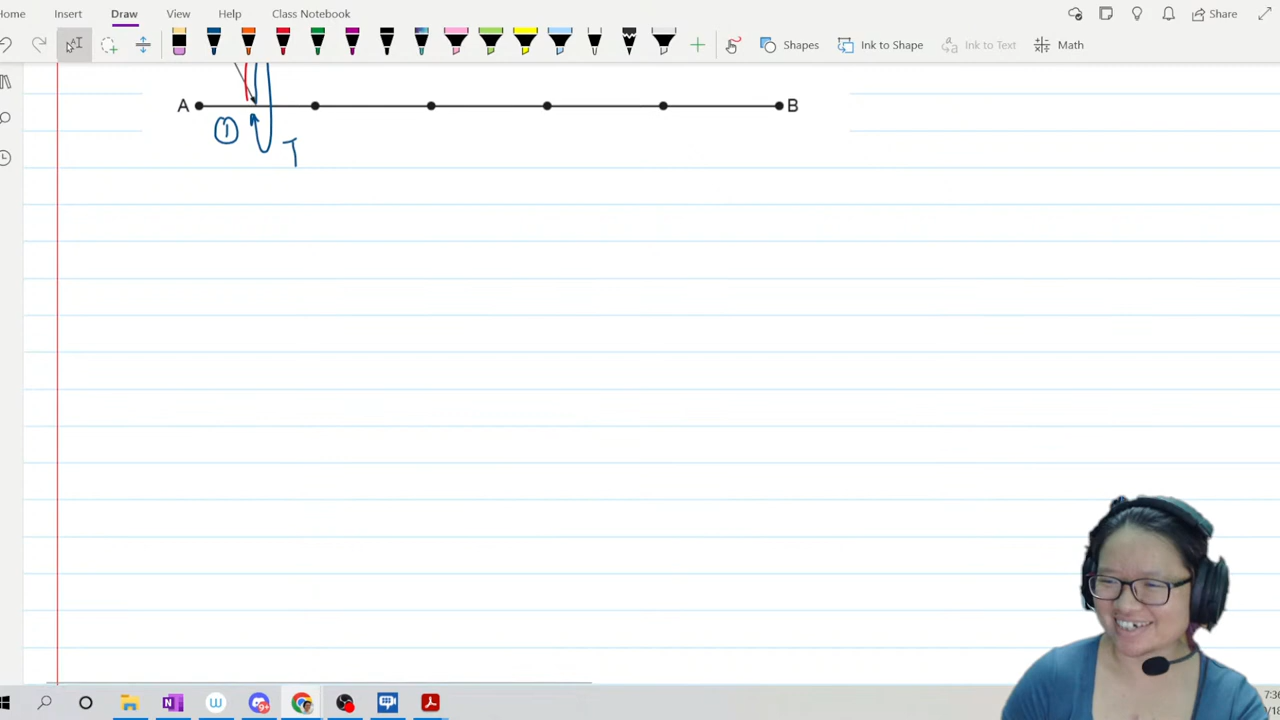 Home Insert Draw View Help Class Notebook Share
Shapes Ink to Shape Ink to Text Math
A B
① T